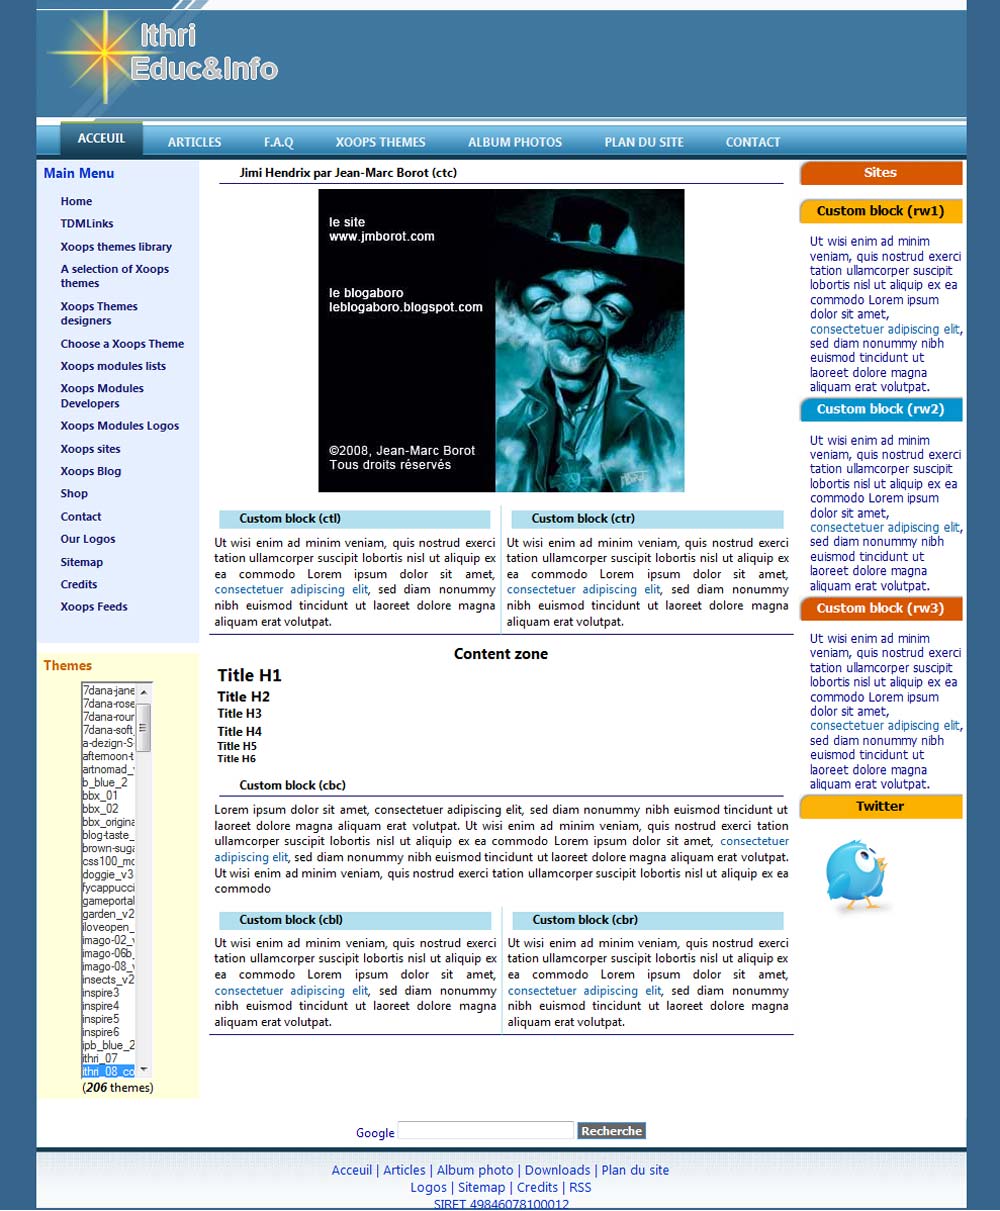 Ithri
Educ&Info
ACCEUIL
ARTICLES
F.A.Q
XOOPS THEMES
ALBUM PHOTOS
PLAN DU SITE
CONTACT
Main Menu
Home
TDMLinks
Xoops themes library
A selection of Xoops
themes
Xoops Themes
designers
Choose a Xoops Theme
Xoops modules lists
Xoops Modules
Developers
Xoops Modules Logos
Xoops sites
Xoops Blog
Shop
Contact
Our Logos
Sitemap
Credits
Xoops Feeds
Themes
7dana-jane
7dana-rose
7dana-rour
7dana-soft_
a-dezign-S
afternoon-t
artnomad_
b_blue_2
bbx_01
bbx_02
bbx_origina
blog-taste_
brown-suga
css100_mc
doggie_v3
fycappucci
gameportal
garden_v2
iloveopen_
imago-02_v
imago-06b_
imago-08_v
insects_v2
inspire3
inspire4
inspire5
inspire6
ipb_blue_2
ithri_07
ithri_08_co
(206 themes)
Jimi Hendrix par Jean-Marc Borot (ctc)
le site
www.jmborot.com
le blogaboro
leblogaboro.blogspot.com
©2008, Jean-Marc Borot
Tous droits réservés
Custom block (ctl)
Ut wisi enim ad minim veniam, quis nostrud exerci
tation ullamcorper suscipit lobortis nisl ut aliquip ex
ea commodo Lorem ipsum dolor sit amet,
consectetuer adipiscing elit, sed diam nonummy
nibh euismod tincidunt ut laoreet dolore magna
aliquam erat volutpat.
Custom block (ctr)
Ut wisi enim ad minim veniam, quis nostrud exerci
tation ullamcorper suscipit lobortis nisl ut aliquip ex
ea commodo Lorem ipsum dolor sit amet,
consectetuer adipiscing elit, sed diam nonummy
nibh euismod tincidunt ut laoreet dolore magna
aliquam erat volutpat.
Content zone
Title H1
Title H2
Title H3
Title H4
Title H5
Title H6
Custom block (cbc)
Lorem ipsum dolor sit amet, consectetuer adipiscing elit, sed diam nonummy nibh euismod tincidunt ut
laoreet dolore magna aliquam erat volutpat. Ut wisi enim ad minim veniam, quis nostrud exerci tation
ullamcorper suscipit lobortis nisl ut aliquip ex ea commodo Lorem ipsum dolor sit amet, consectetuer
adipiscing elit, sed diam nonummy nibh euismod tincidunt ut laoreet dolore magna aliquam erat volutpat.
Ut wisi enim ad minim veniam, quis nostrud exerci tation ullamcorper suscipit lobortis nisl ut aliquip ex ea
commodo
Custom block (cbl)
Ut wisi enim ad minim veniam, quis nostrud exerci
tation ullamcorper suscipit lobortis nisl ut aliquip ex
ea commodo Lorem ipsum dolor sit amet,
consectetuer adipiscing elit, sed diam nonummy
nibh euismod tincidunt ut laoreet dolore magna
aliquam erat volutpat.
Custom block (cbr)
Ut wisi enim ad minim veniam, quis nostrud exerci
tation ullamcorper suscipit lobortis nisl ut aliquip ex
ea commodo Lorem ipsum dolor sit amet,
consectetuer adipiscing elit, sed diam nonummy
nibh euismod tincidunt ut laoreet dolore magna
aliquam erat volutpat.
Sites
Custom block (rw1)
Ut wisi enim ad minim
veniam, quis nostrud exerci
tation ullamcorper suscipit
lobortis nisl ut aliquip ex ea
commodo Lorem ipsum
dolor sit amet,
consectetuer adipiscing elit,
sed diam nonummy nibh
euismod tincidunt ut
laoreet dolore magna
aliquam erat volutpat.
Custom block (rw2)
Ut wisi enim ad minim
veniam, quis nostrud exerci
tation ullamcorper suscipit
lobortis nisl ut aliquip ex ea
commodo Lorem ipsum
dolor sit amet,
consectetuer adipiscing elit,
sed diam nonummy nibh
euismod tincidunt ut
laoreet dolore magna
aliquam erat volutpat.
Custom block (rw3)
Ut wisi enim ad minim
veniam, quis nostrud exerci
tation ullamcorper suscipit
lobortis nisl ut aliquip ex ea
commodo Lorem ipsum
dolor sit amet,
consectetuer adipiscing elit,
sed diam nonummy nibh
euismod tincidunt ut
laoreet dolore magna
aliquam erat volutpat.
Twitter
Google
Recherche
Acceuil | Articles | Album photo | Downloads | Plan du site
Logos | Sitemap | Credits | RSS
SIRET 49846078100012